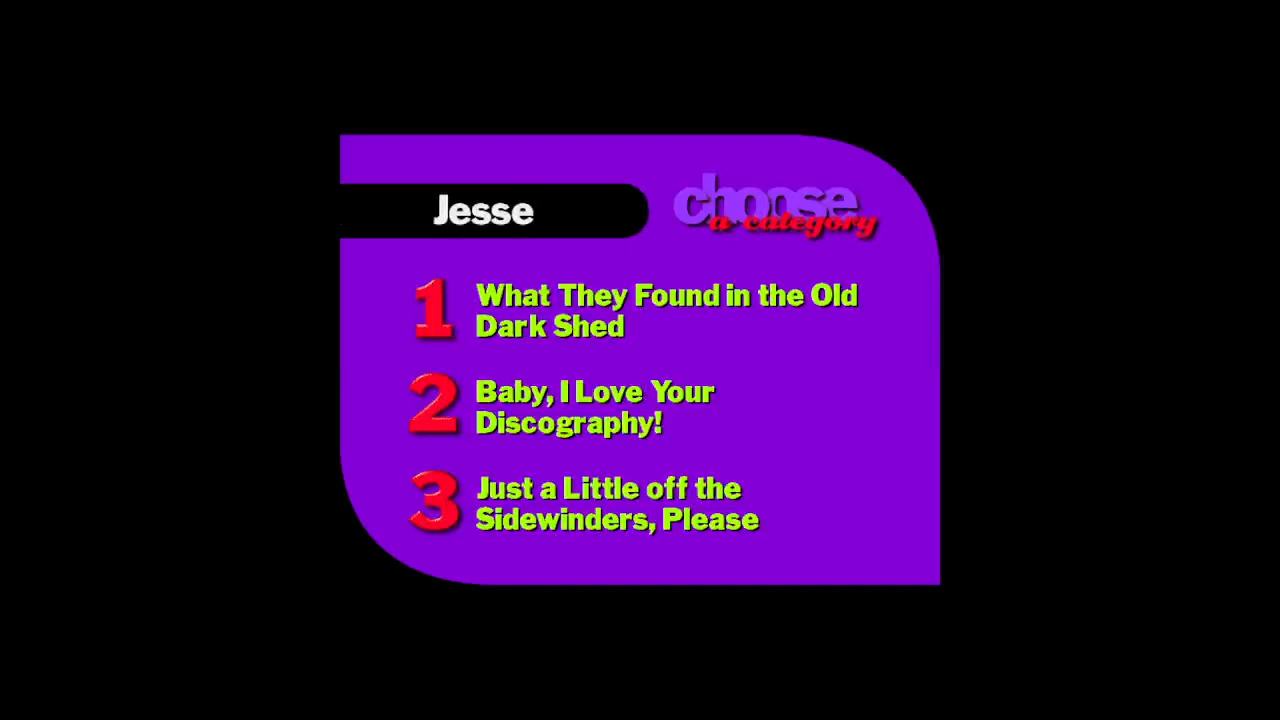 Jesse
choose
a category
1 What They Found in the Old
Dark Shed
2 Baby, I Love Your
Discography!
3 Just a Little off the
Sidewinders, Please